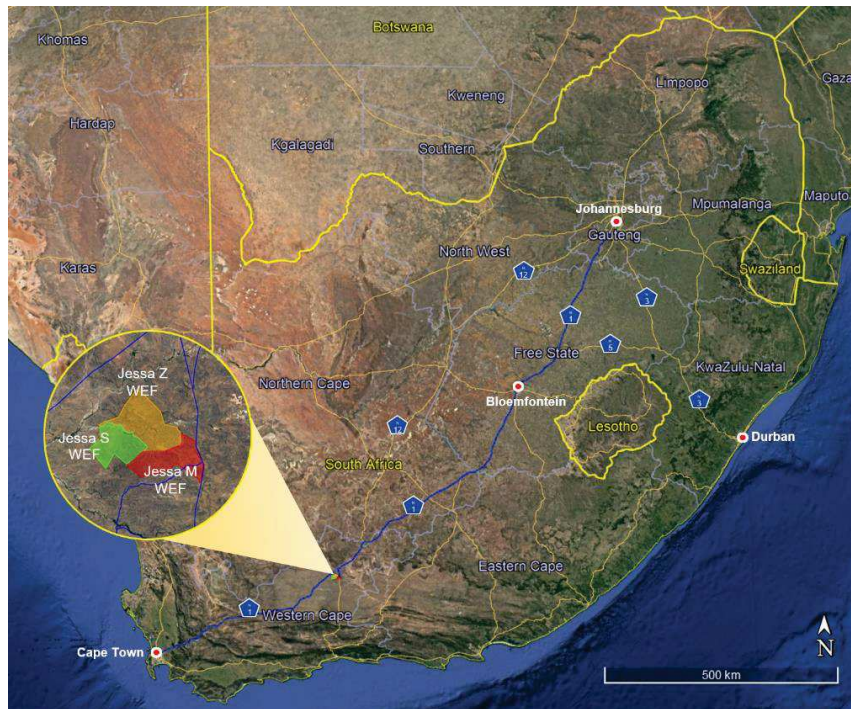 Khomas
Botswana
Limpopo
Gaza
Kweneng
Hardap
Kgalagadi
Southern
Mpumalanga
Maputo
Johannesburg
Gauteng
North West
Karas
Swaziland
N
12
N
3
N
1
N
5
Free State
KwaZulu-Natal
Jessa Z
WEF
Northern Cape
Bloemfontein
N
3
N
12
Lesotho
Durban
Jessa S
WEF
Jessa M
WEF
South Africa
N
1
Eastern Cape
N
1
Western Cape
Cape Town
N
500 km